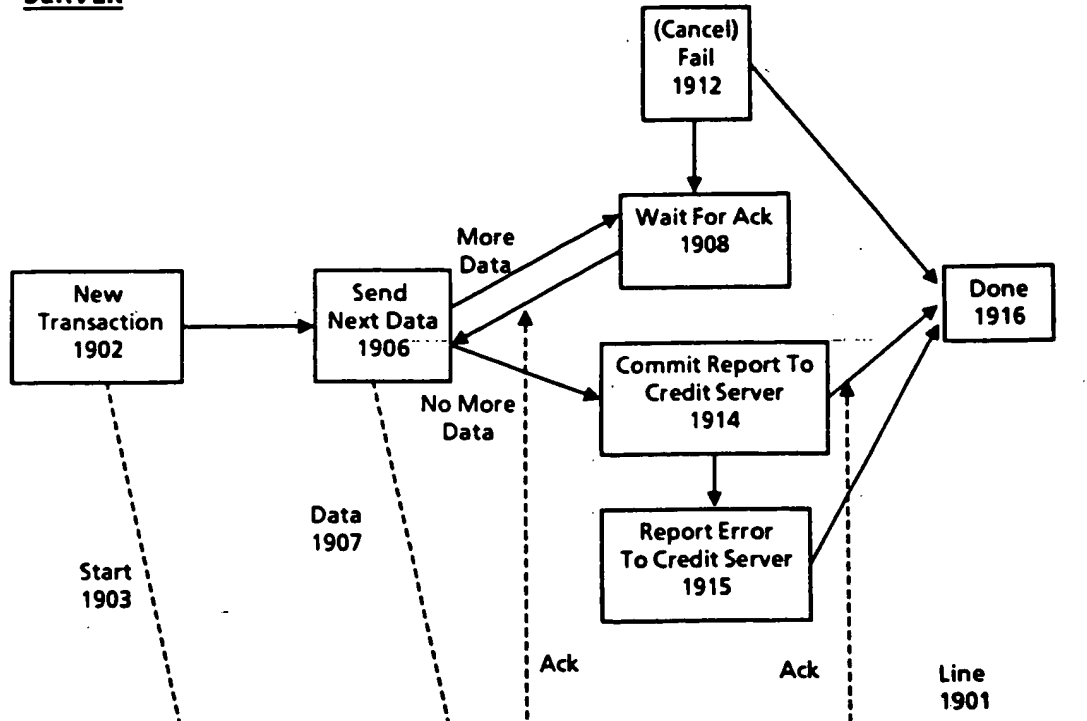 (Cancel)
Fail
1912
Wait For Ack
1908
More
Data
New
Transaction
1902
Send
Next Data
1906
Done
1916
Commit Report To
Credit Server
1914
No More
Data
Report Error
To Credit Server
1915
Data
1907
Start
1903
Ack
Ack
Line
1901